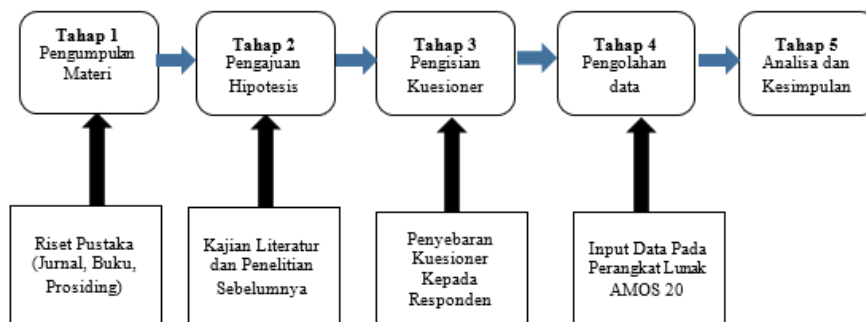 Tahap 1
Pengumpulan
Materi
Tahap 2
Pengajuan
Hipotesis
Tahap 3
Pengisian
Kuesioner
Tahap 4
Pengolahan
data
Tahap 5
Analisa dan
Kesimpulan
Riset Pustaka
(Jurnal, Buku,
Prosiding)
Kajian Literatur
dan Penelitian
Sebelumnya
Penyebaran
Kuesioner
Kepada
Responden
Input Data Pada
Perangkat Lunak
AMOS 20